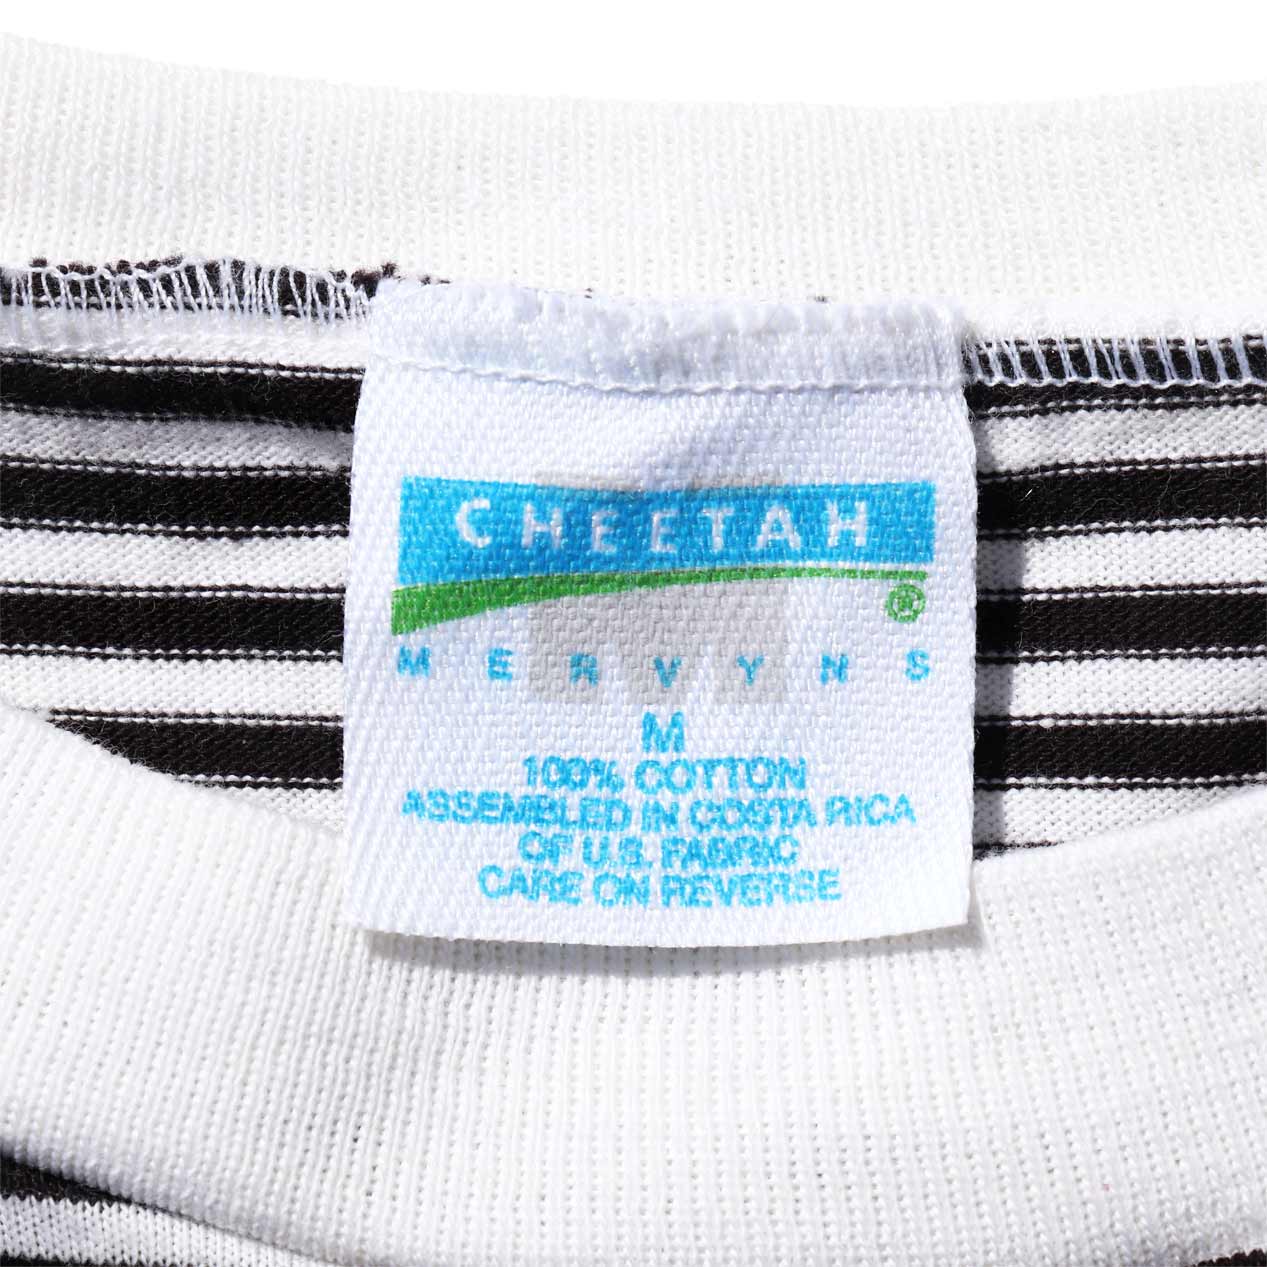 CHEETAH
®
MERVYNS
M
100% COTTON
ASSEMBLED IN COSTA RICA
OF U.S. FABRIC
CARE ON REVERSE